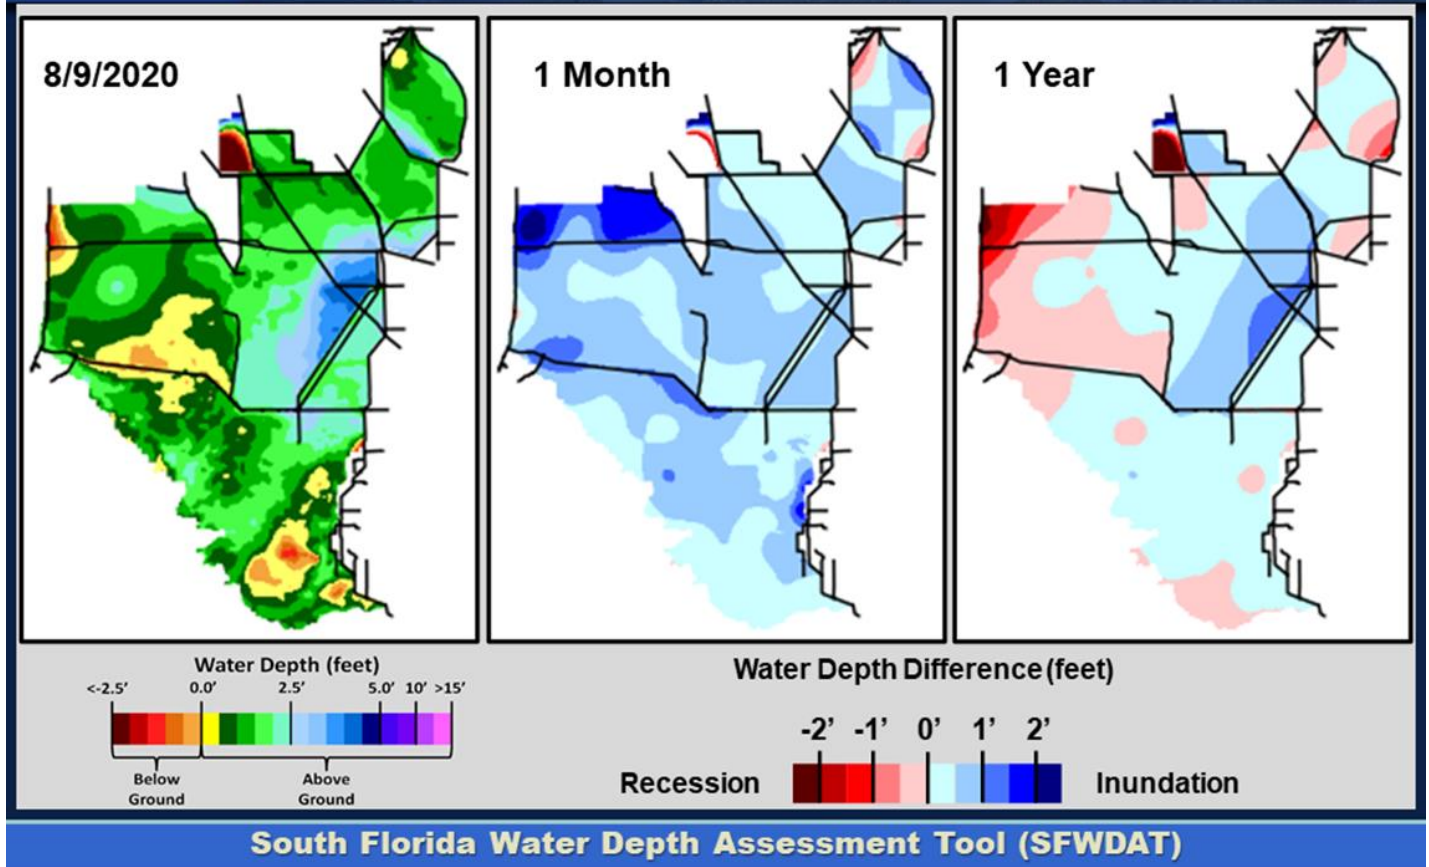 8/9/2020
1 Month
1 Year
Water Depth (feet)
<-2.5’ 0.0’ 2.5’ 5.0’ 10’ >15’
Below
Ground
Above
Ground
Water Depth Difference (feet)
-2’ -1’ 0’ 1’ 2’
Recession
Inundation
South Florida Water Depth Assessment Tool (SFWDAT)